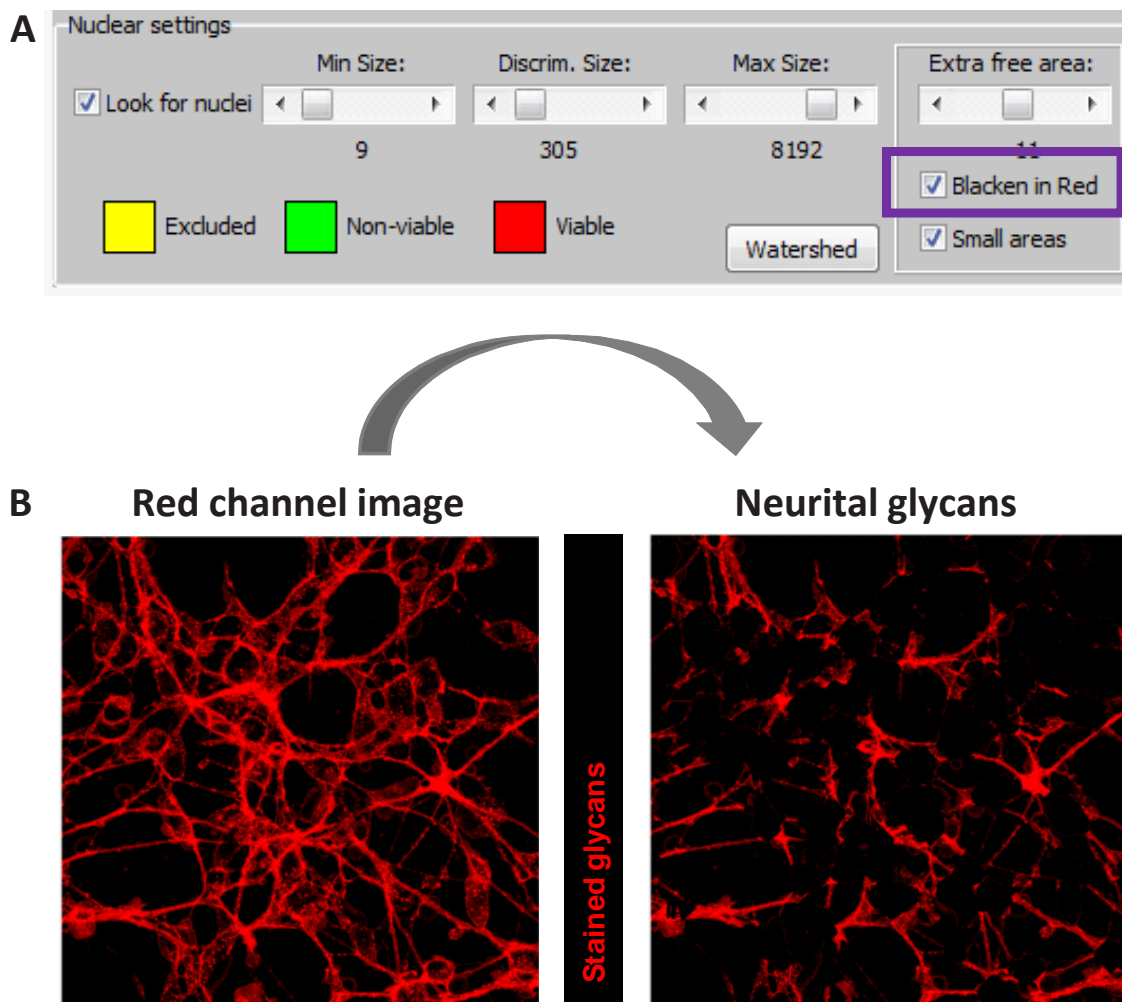 A
Nuclear settings
Min Size:
Discrim. Size:
Max Size:
Extra free area:
Look for nuclei
9
305
8192
11
Blacken in Red
Excluded
Non-viable
Viable
Watershed
Small areas
B
Red channel image
Neurital glycans
Stained glycans